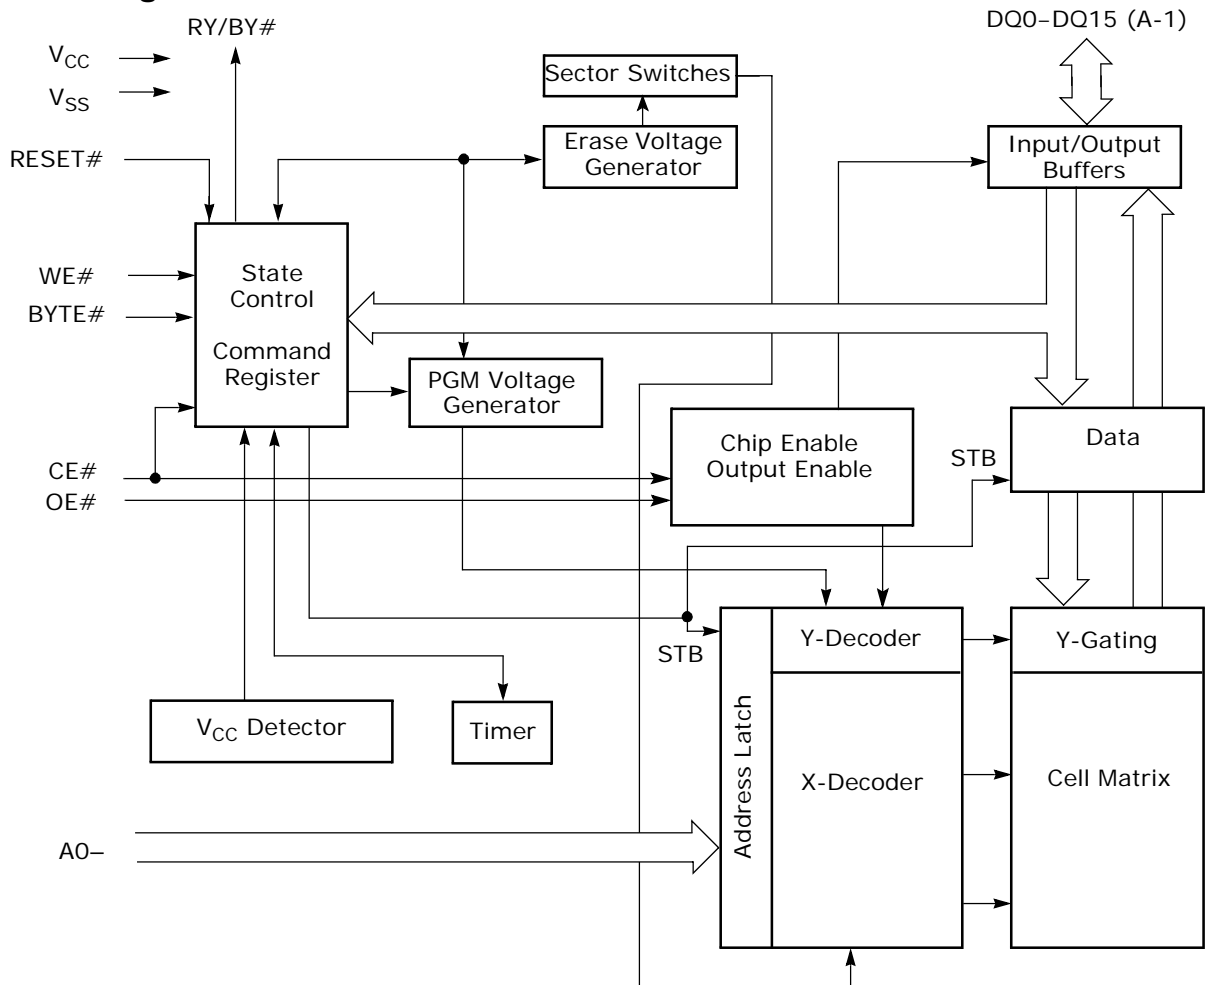 RY/BY#
DQ0–DQ15 (A-1)
VCC
VSS
Sector Switches
RESET#
Erase Voltage
Generator
Input/Output
Buffers
WE#
BYTE#
State
Control
Command
Register
PGM Voltage
Generator
CE#
OE#
Chip Enable
Output Enable
STB
Data
STB
Y-Decoder
Y-Gating
VCC Detector
Timer
Address Latch
X-Decoder
Cell Matrix
A0–